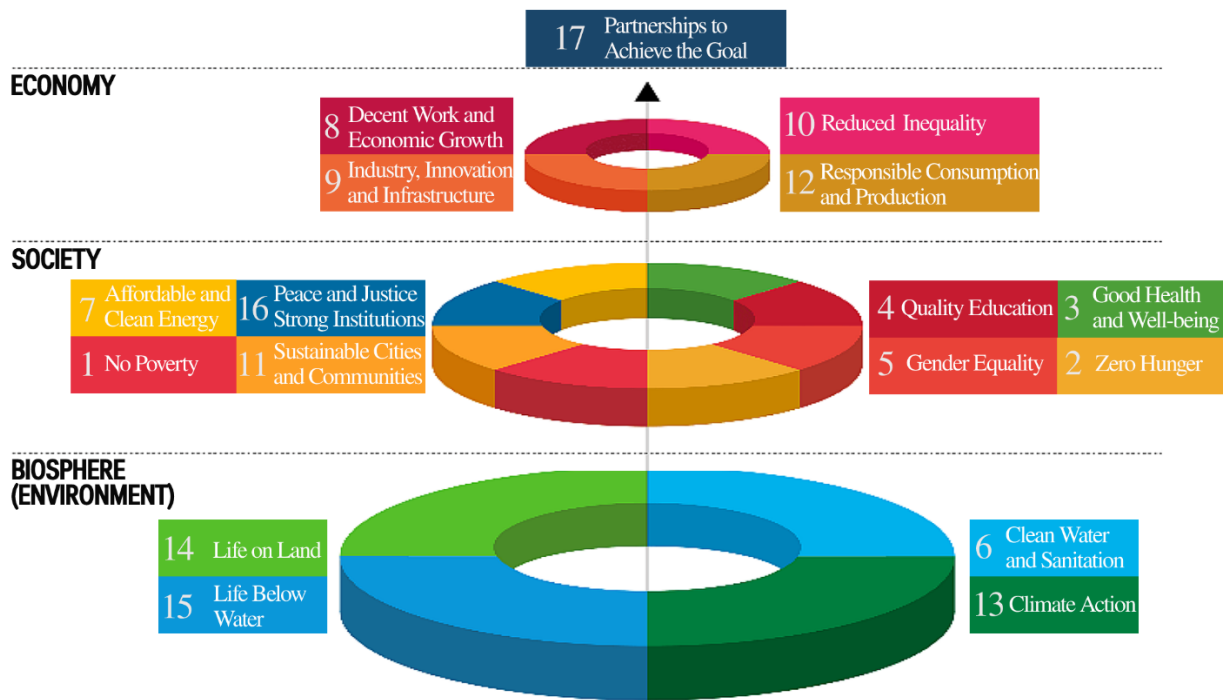 17 Partnerships to
Achieve the Goal
ECONOMY
8 Decent Work and
Economic Growth
9 Industry, Innovation
and Infrastructure
10 Reduced Inequality
12 Responsible Consumption
and Production
SOCIETY
7 Affordable and
Clean Energy
16 Peace and Justice
Strong Institutions
1 No Poverty
11 Sustainable Cities
and Communities
4 Quality Education
3 Good Health
and Well-being
5 Gender Equality
2 Zero Hunger
BIOSPHERE
(ENVIRONMENT)
14 Life on Land
15 Life Below
Water
6 Clean Water
and Sanitation
13 Climate Action